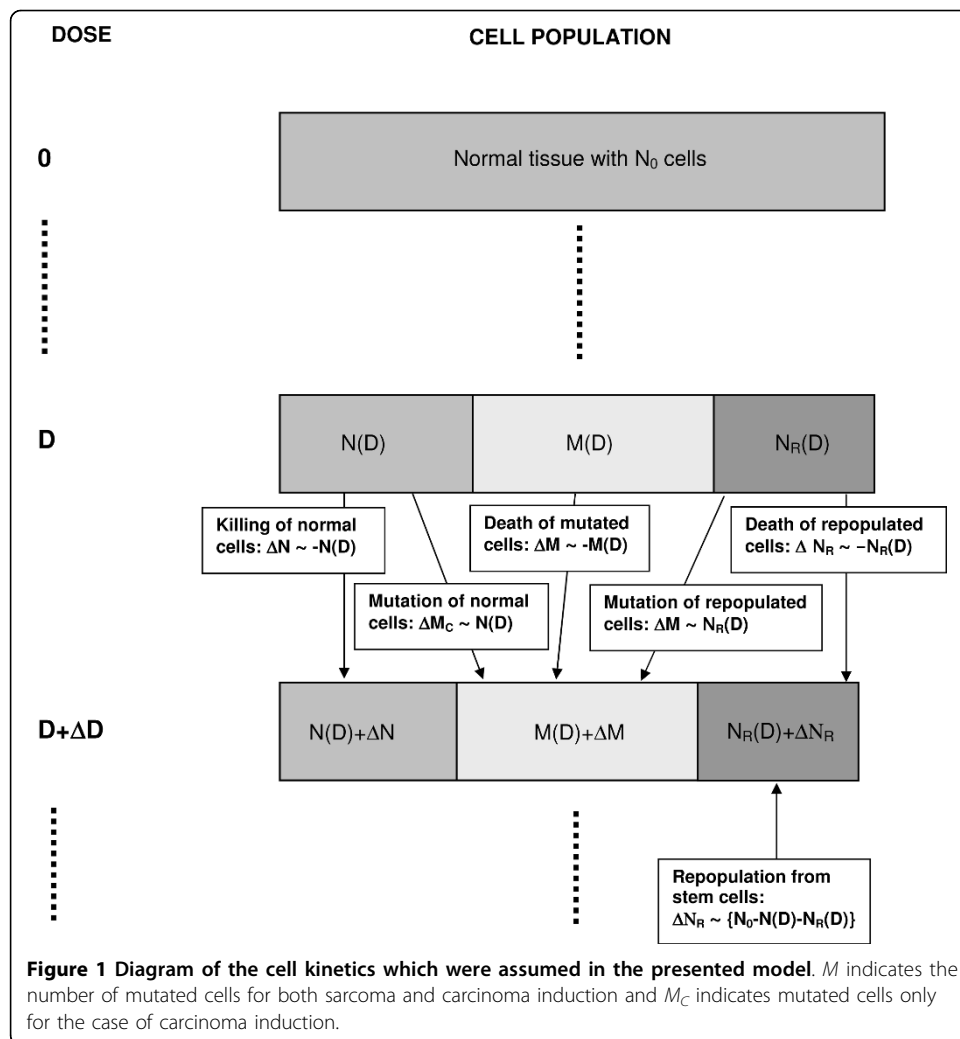 DOSE
CELL POPULATION
0
Normal tissue with N₀ cells
D
N(D)
M(D)
N_R(D)
Killing of normal
cells: ΔN ~ -N(D)
Death of mutated
cells: ΔM ~ -M(D)
Death of repopulated
cells: Δ N_R ~ –N_R(D)
Mutation of normal
cells: ΔM_C ~ N(D)
Mutation of repopulated
cells: ΔM ~ N_R(D)
D+ΔD
N(D)+ΔN
M(D)+ΔM
N_R(D)+ΔN_R
Repopulation from
stem cells:
ΔN_R ~ {N₀-N(D)-N_R(D)}
Figure 1 Diagram of the cell kinetics which were assumed in the presented model. M indicates the
number of mutated cells for both sarcoma and carcinoma induction and M_C indicates mutated cells only
for the case of carcinoma induction.